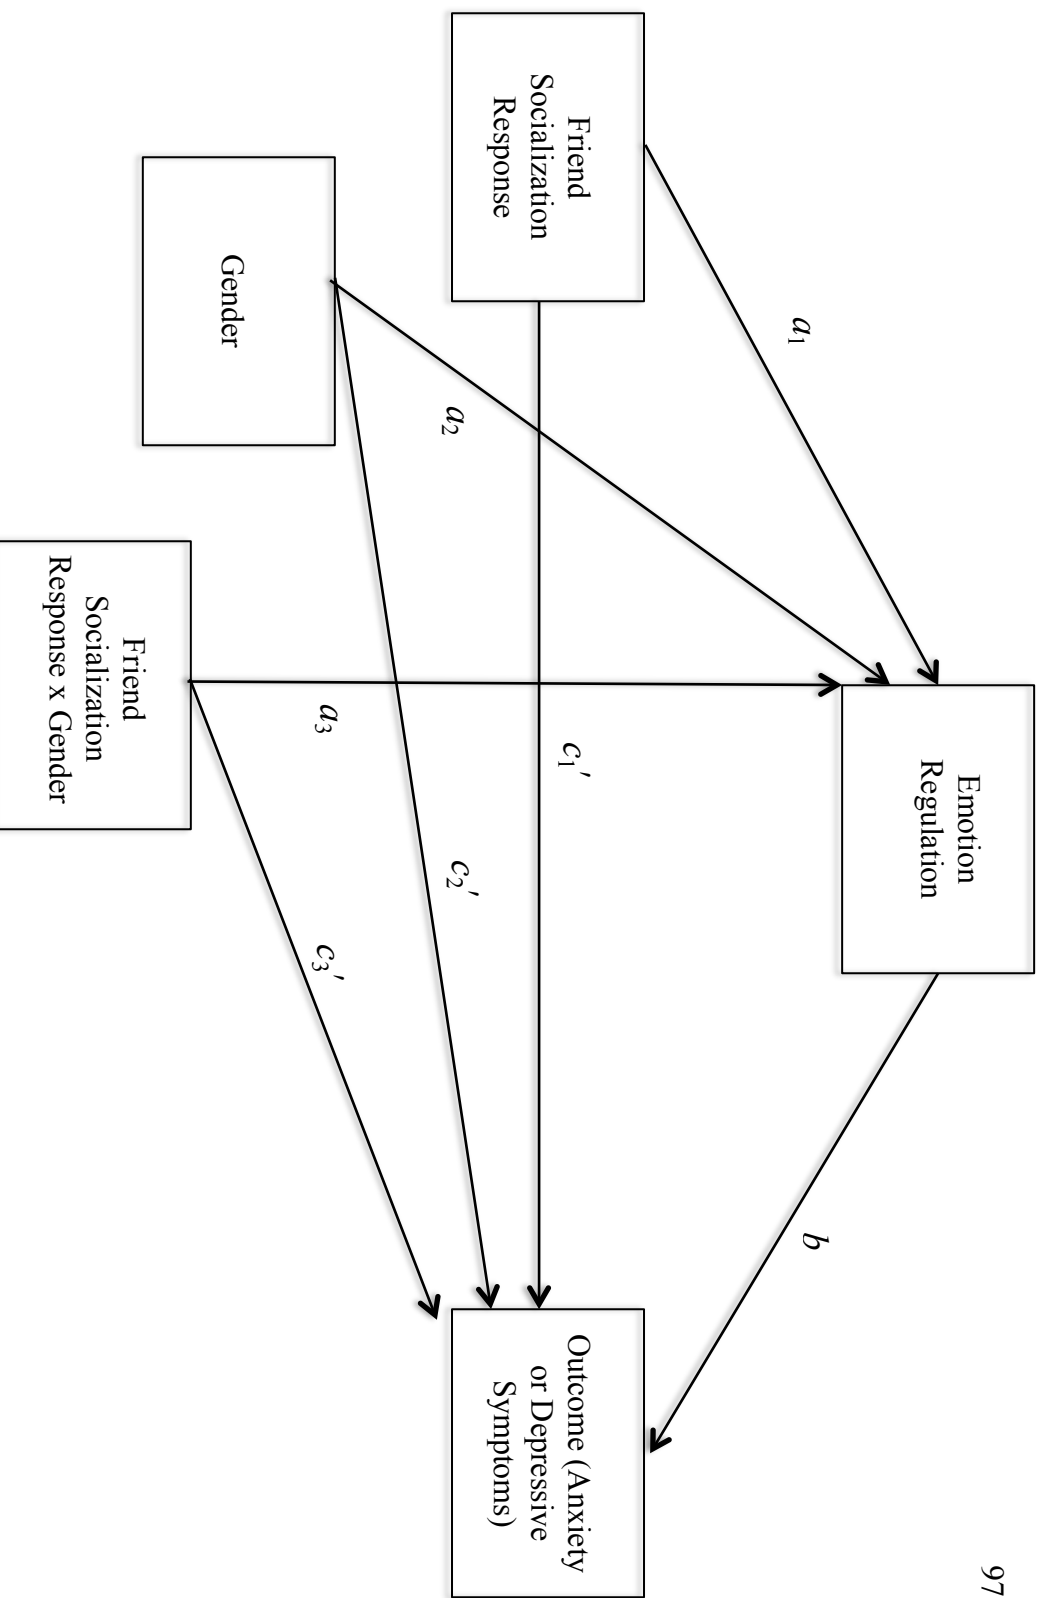 97
Emotion
Regulation
a₁
b
Friend
Socialization
Response
c₁′
Outcome (Anxiety
or Depressive
Symptoms)
a₂
c₂′
Gender
a₃
c₃′
Friend
Socialization
Response x Gender